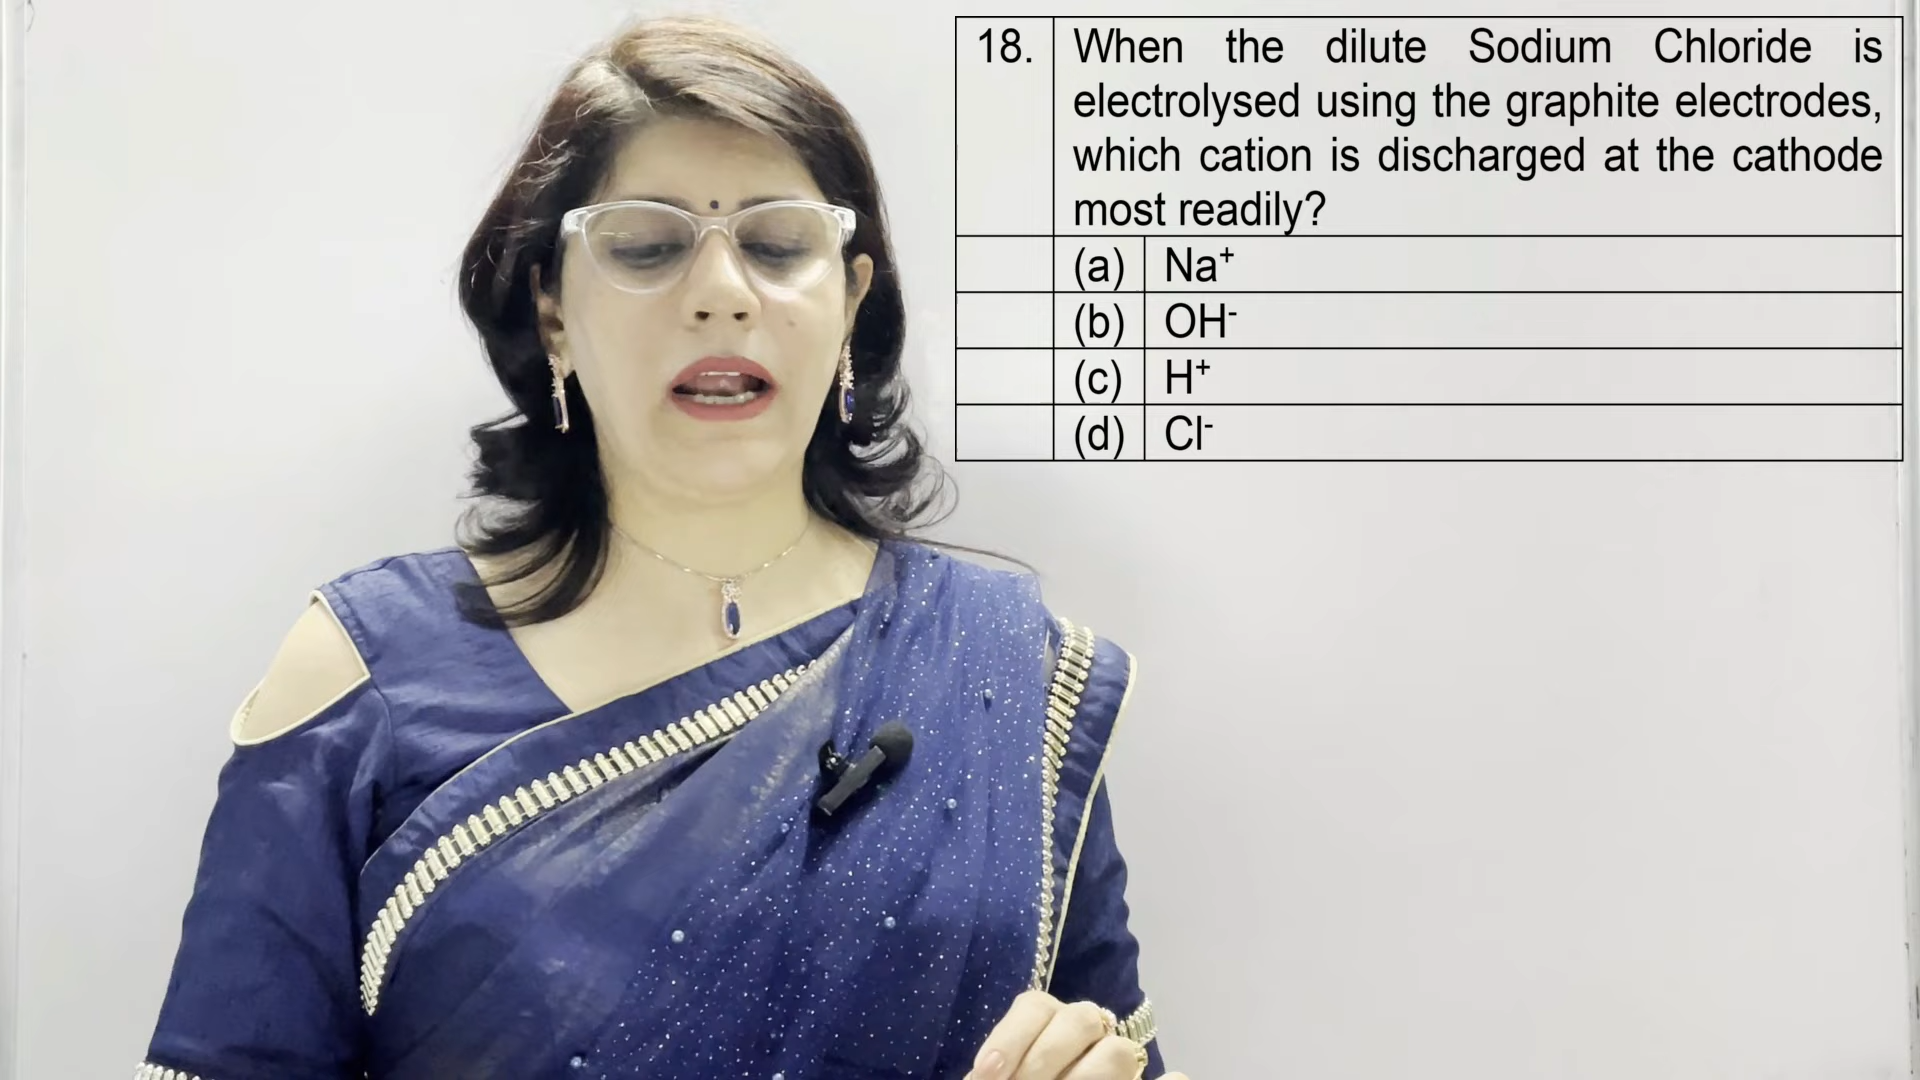 18. When the dilute Sodium Chloride is
electrolysed using the graphite electrodes,
which cation is discharged at the cathode
most readily?
(a) Na⁺
(b) OH⁻
(c) H⁺
(d) Cl⁻